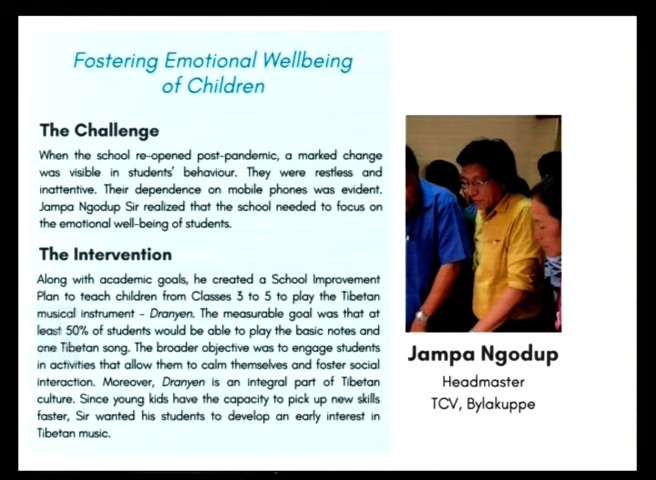 Fostering Emotional Wellbeing
of Children
The Challenge
When the school re-opened post-pandemic, a marked change
was visible in students' behaviour. They were restless and
inattentive. Their dependence on mobile phones was evident.
Jampa Ngodup Sir realized that the school needed to focus on
the emotional well-being of students.
The Intervention
Along with academic goals, he created a School Improvement
Plan to teach children from Classes 3 to 5 to play the Tibetan
musical instrument - Dranyen. The measurable goal was that at
least 50% of students would be able to play the basic notes and
one Tibetan song. The broader objective was to engage students
in activities that allow them to calm themselves and foster social
interaction. Moreover, Dranyen is an integral part of Tibetan
culture. Since young kids have the capacity to pick up new skills
faster, Sir wanted his students to develop an early interest in
Tibetan music.
Jampa Ngodup
Headmaster
TCV, Bylakuppe